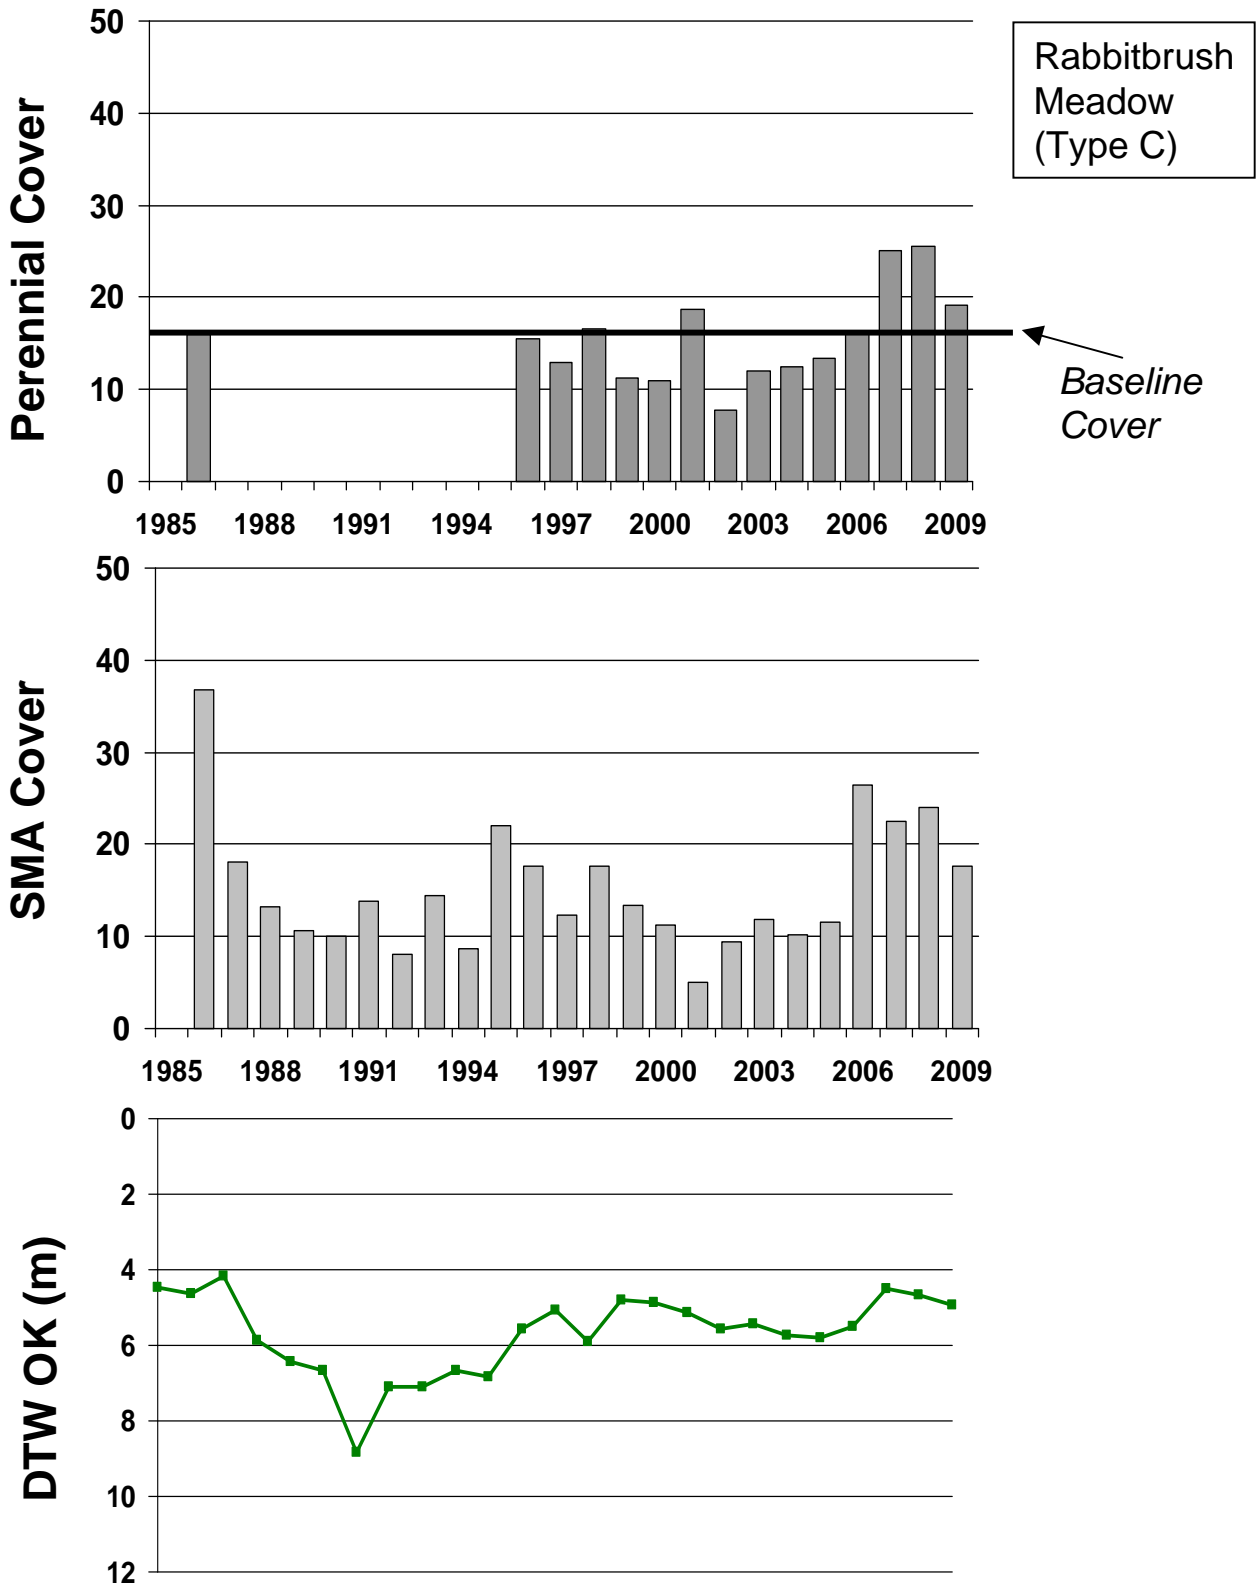 50
40
30
20
10
0
Perennial Cover
1985 1988 1991 1994 1997 2000 2003 2006 2009
Rabbitbrush
Meadow
(Type C)
Baseline
Cover
50
40
30
20
10
0
SMA Cover
1985 1988 1991 1994 1997 2000 2003 2006 2009
0
2
4
6
8
10
12
DTW OK (m)